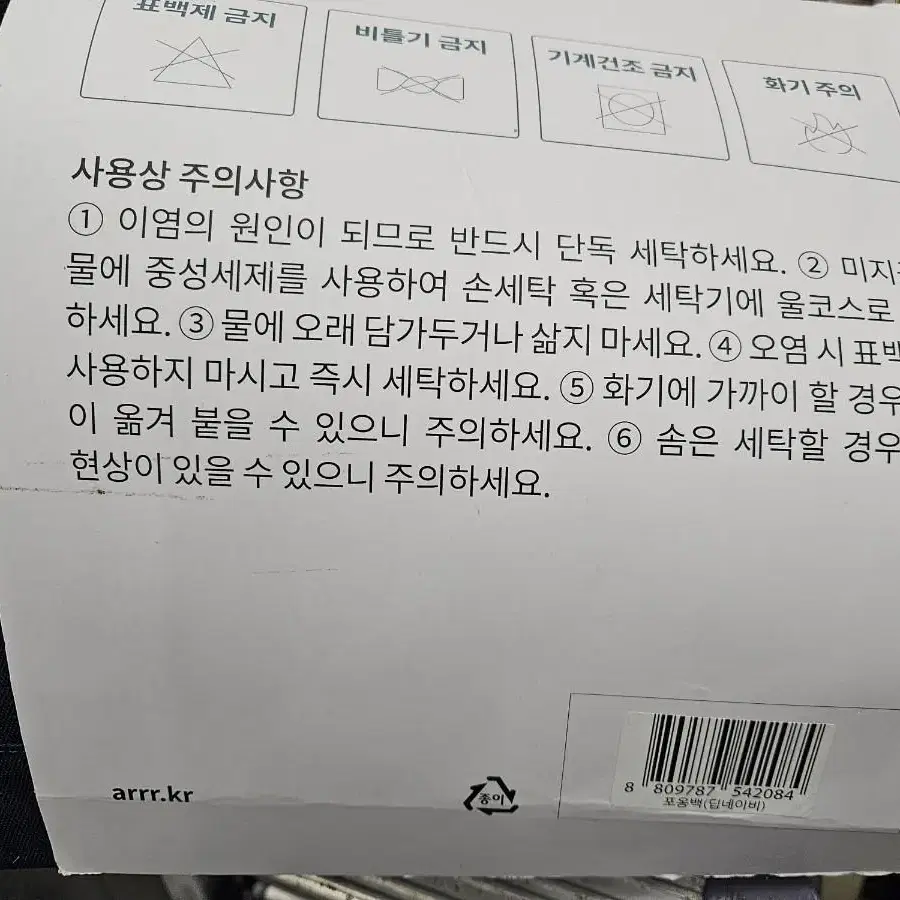 표백제 금지
비틀기 금지
기계건조 금지
화기 주의
사용상 주의사항
① 이염의 원인이 되므로 반드시 단독 세탁하세요. ② 미지
물에 중성세제를 사용하여 손세탁 혹은 세탁기에 울코스로
하세요. ③ 물에 오래 담가두거나 삶지 마세요. ④ 오염 시 표백
사용하지 마시고 즉시 세탁하세요. ⑤ 화기에 가까이 할 경우
이 옮겨 붙을 수 있으니 주의하세요. ⑥ 솜은 세탁할 경우
현상이 있을 수 있으니 주의하세요.
arrr.kr
종이
8 809787 542084
포옹백(딥네이비)